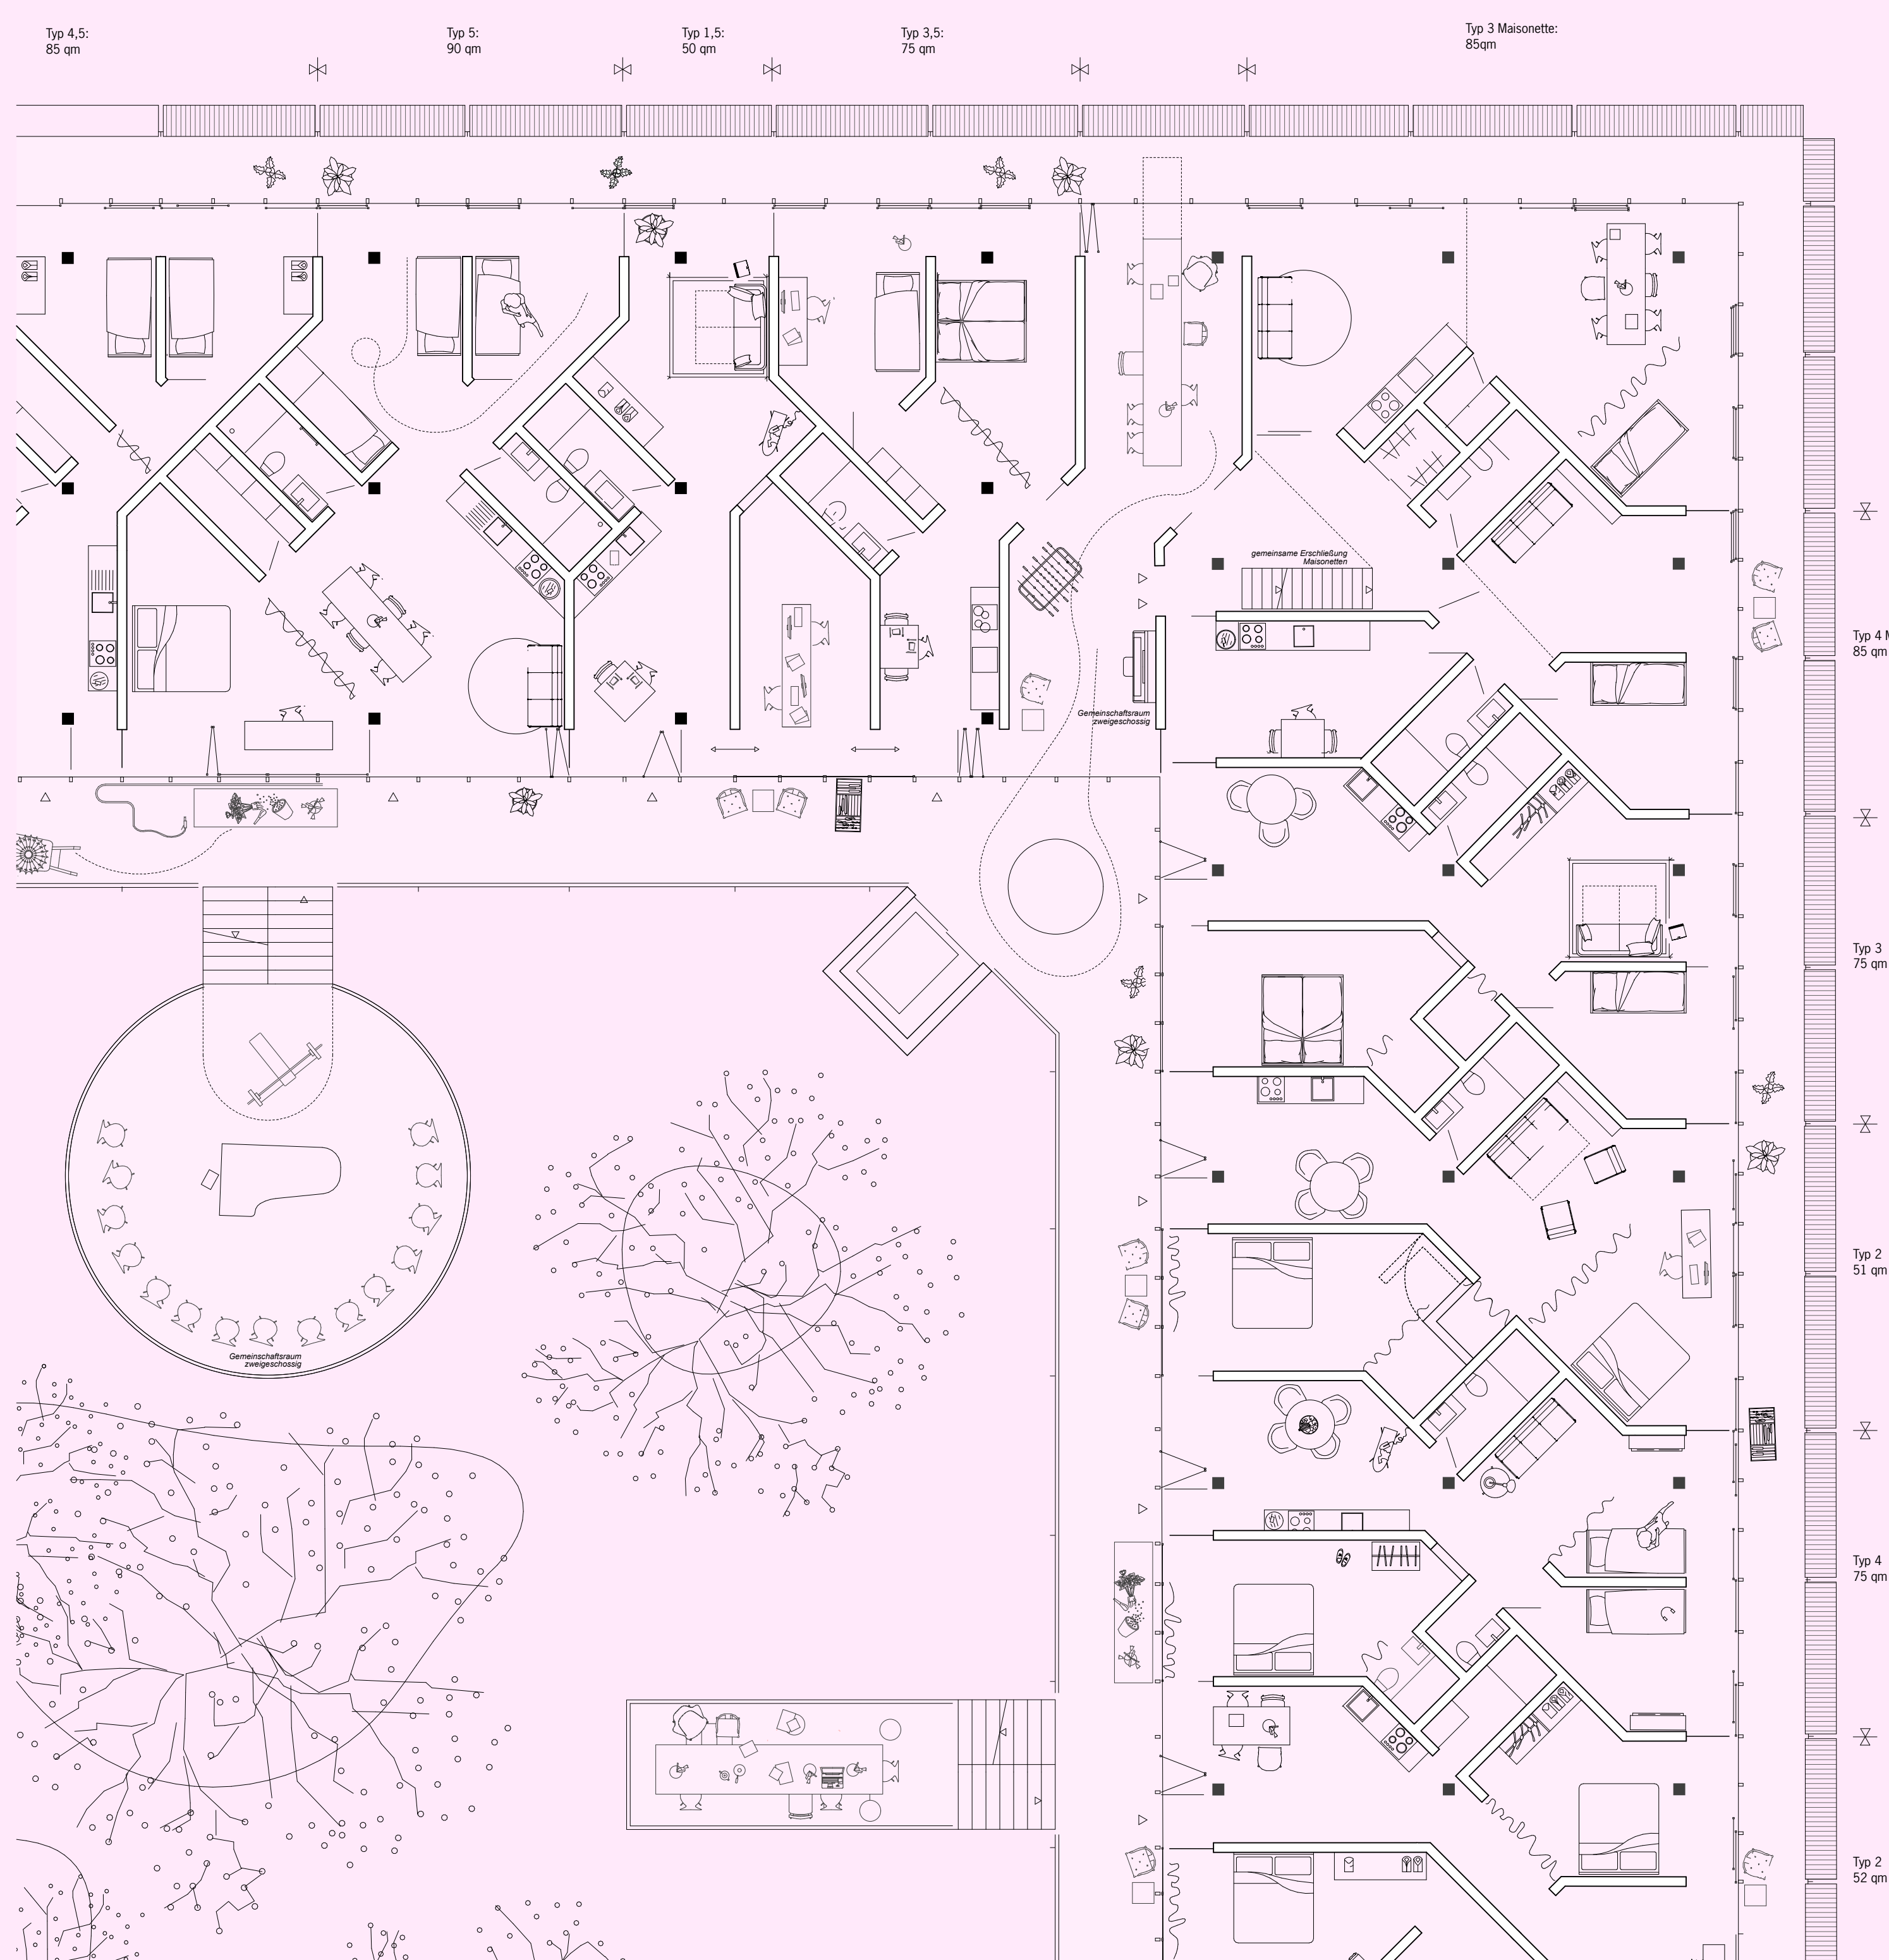 Typ 4,5:
85 qm
Typ 5:
90 qm
Typ 1,5:
50 qm
Typ 3,5:
75 qm
Typ 3 Maisonette:
85qm
gemeinsame Erschließung
Maisonetten
Typ 4 M
85 qm
Gemeinschaftsraum
zweigeschossig
Typ 3
75 qm
Typ 2
51 qm
Gemeinschaftsraum
zweigeschossig
Typ 4
75 qm
Typ 2
52 qm